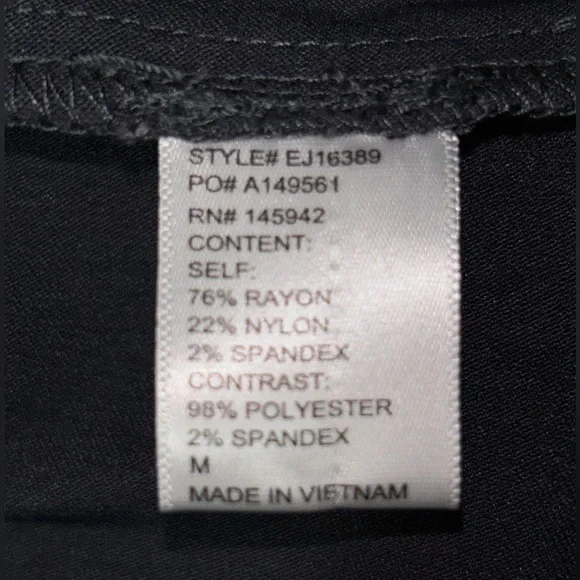 STYLE# EJ16389
PO# A149561
RN# 145942
CONTENT:
SELF:
76% RAYON
22% NYLON
2% SPANDEX
CONTRAST:
98% POLYESTER
2% SPANDEX
M
MADE IN VIETNAM